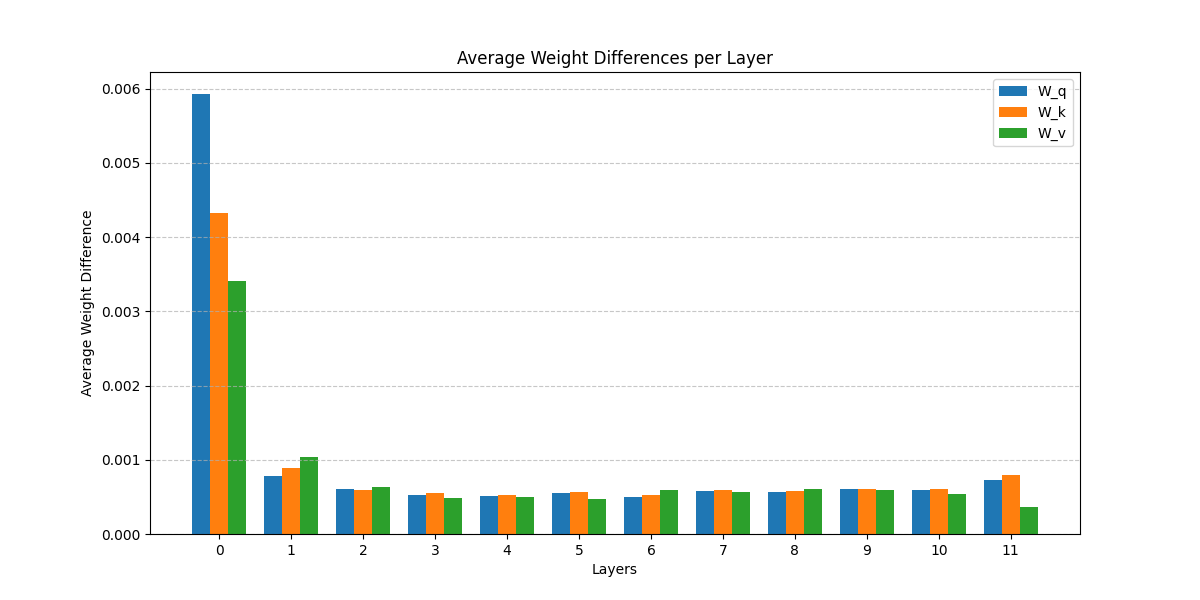 Average Weight Differences per Layer
W_q
W_k
W_v
0.006
0.005
0.004
0.003
0.002
0.001
0.000
Average Weight Difference
0 1 2 3 4 5 6 7 8 9 10 11
Layers